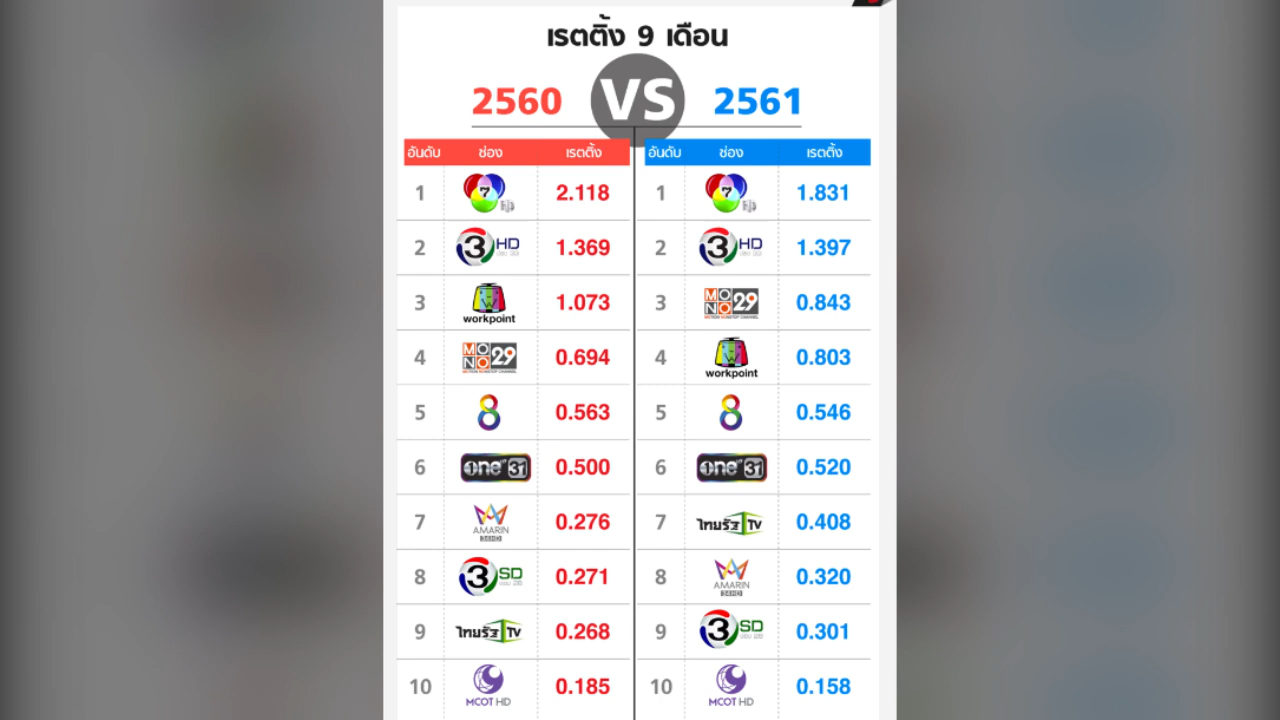 เรตติ้ง 9 เดือน
2560 VS 2561
อันดับ ช่อง เรตติ้ง อันดับ ช่อง เรตติ้ง
1 7 2.118 1 7 1.831
2 3 HD 1.369 2 3 HD 1.397
3 workpoint 1.073 3 MONO 29 0.843
4 MONO 29 0.694 4 workpoint 0.803
5 8 0.563 5 8 0.546
6 one 31 0.500 6 one 31 0.520
7 AMARIN 0.276 7 ไทยรัฐ TV 0.408
8 3 SD 0.271 8 AMARIN 0.320
9 ไทยรัฐ TV 0.268 9 3 SD 0.301
10 MCOT HD 0.185 10 MCOT HD 0.158